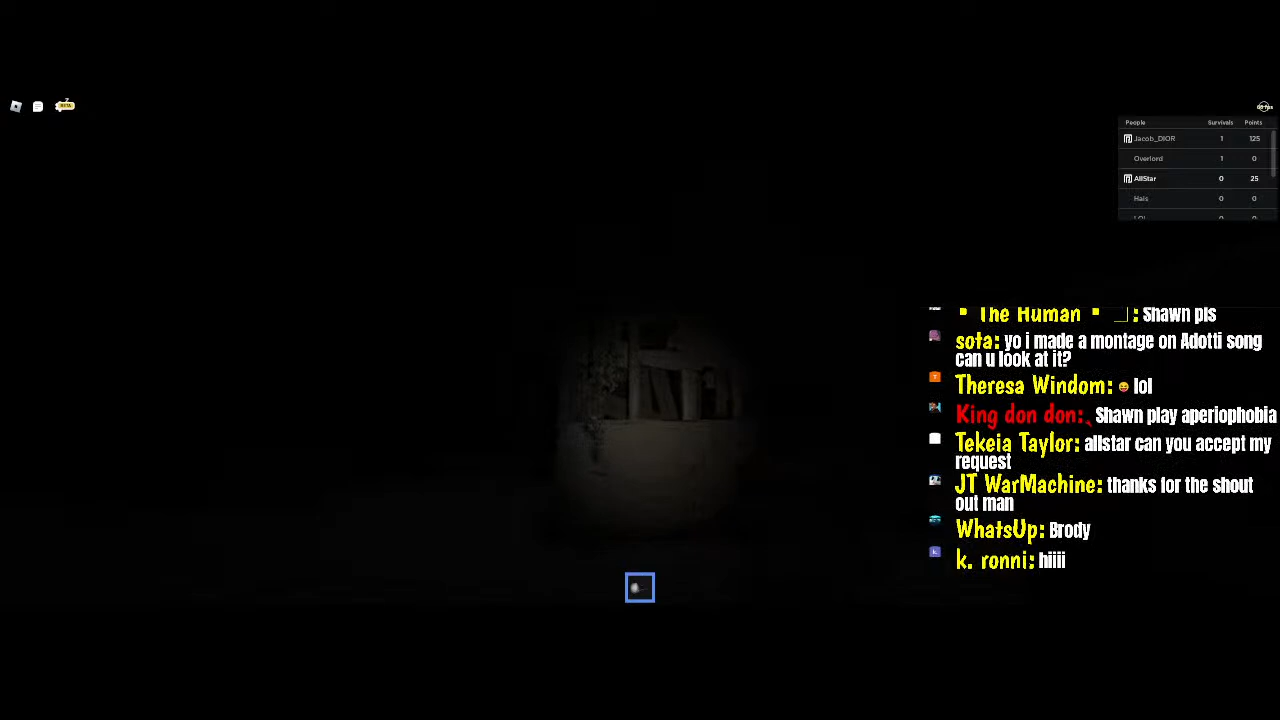 BETA
People Survivals Points
Jacob_DIOR 1 125
Overlord 1 0
AllStar 0 25
Hals 0 0
The Human : Shawn pls
sota: yo i made a montage on Adotti song
can u look at it?
Theresa Windom: lol
King don don: Shawn play aperiophobia
Tekeia Taylor: allstar can you accept my
request
JT WarMachine: thanks for the shout
out man
WhatsUp: Brody
k. ronni: hiiii